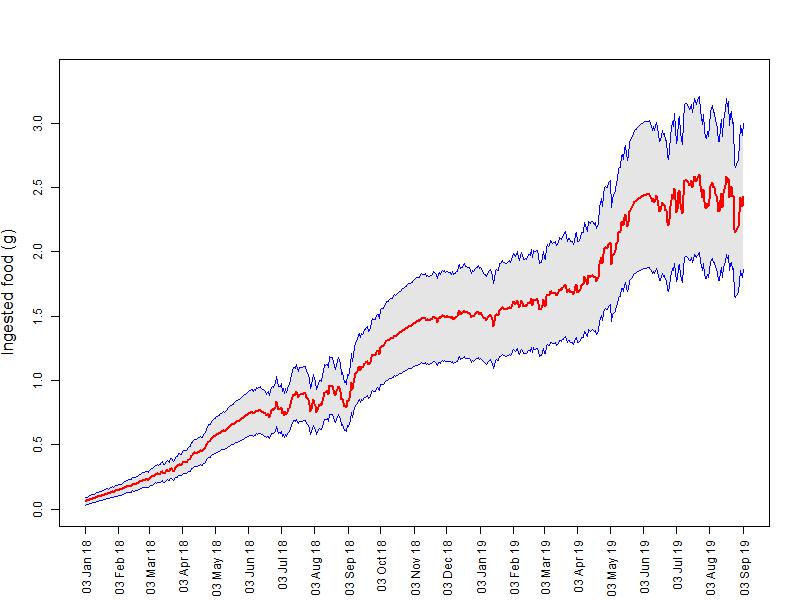 Ingested food (g)
3.0
2.5
2.0
1.5
1.0
0.5
0.0
03 Jan 18
03 Feb 18
03 Mar 18
03 Apr 18
03 May 18
03 Jun 18
03 Jul 18
03 Aug 18
03 Sep 18
03 Oct 18
03 Nov 18
03 Dec 18
03 Jan 19
03 Feb 19
03 Mar 19
03 Apr 19
03 May 19
03 Jun 19
03 Jul 19
03 Aug 19
03 Sep 19